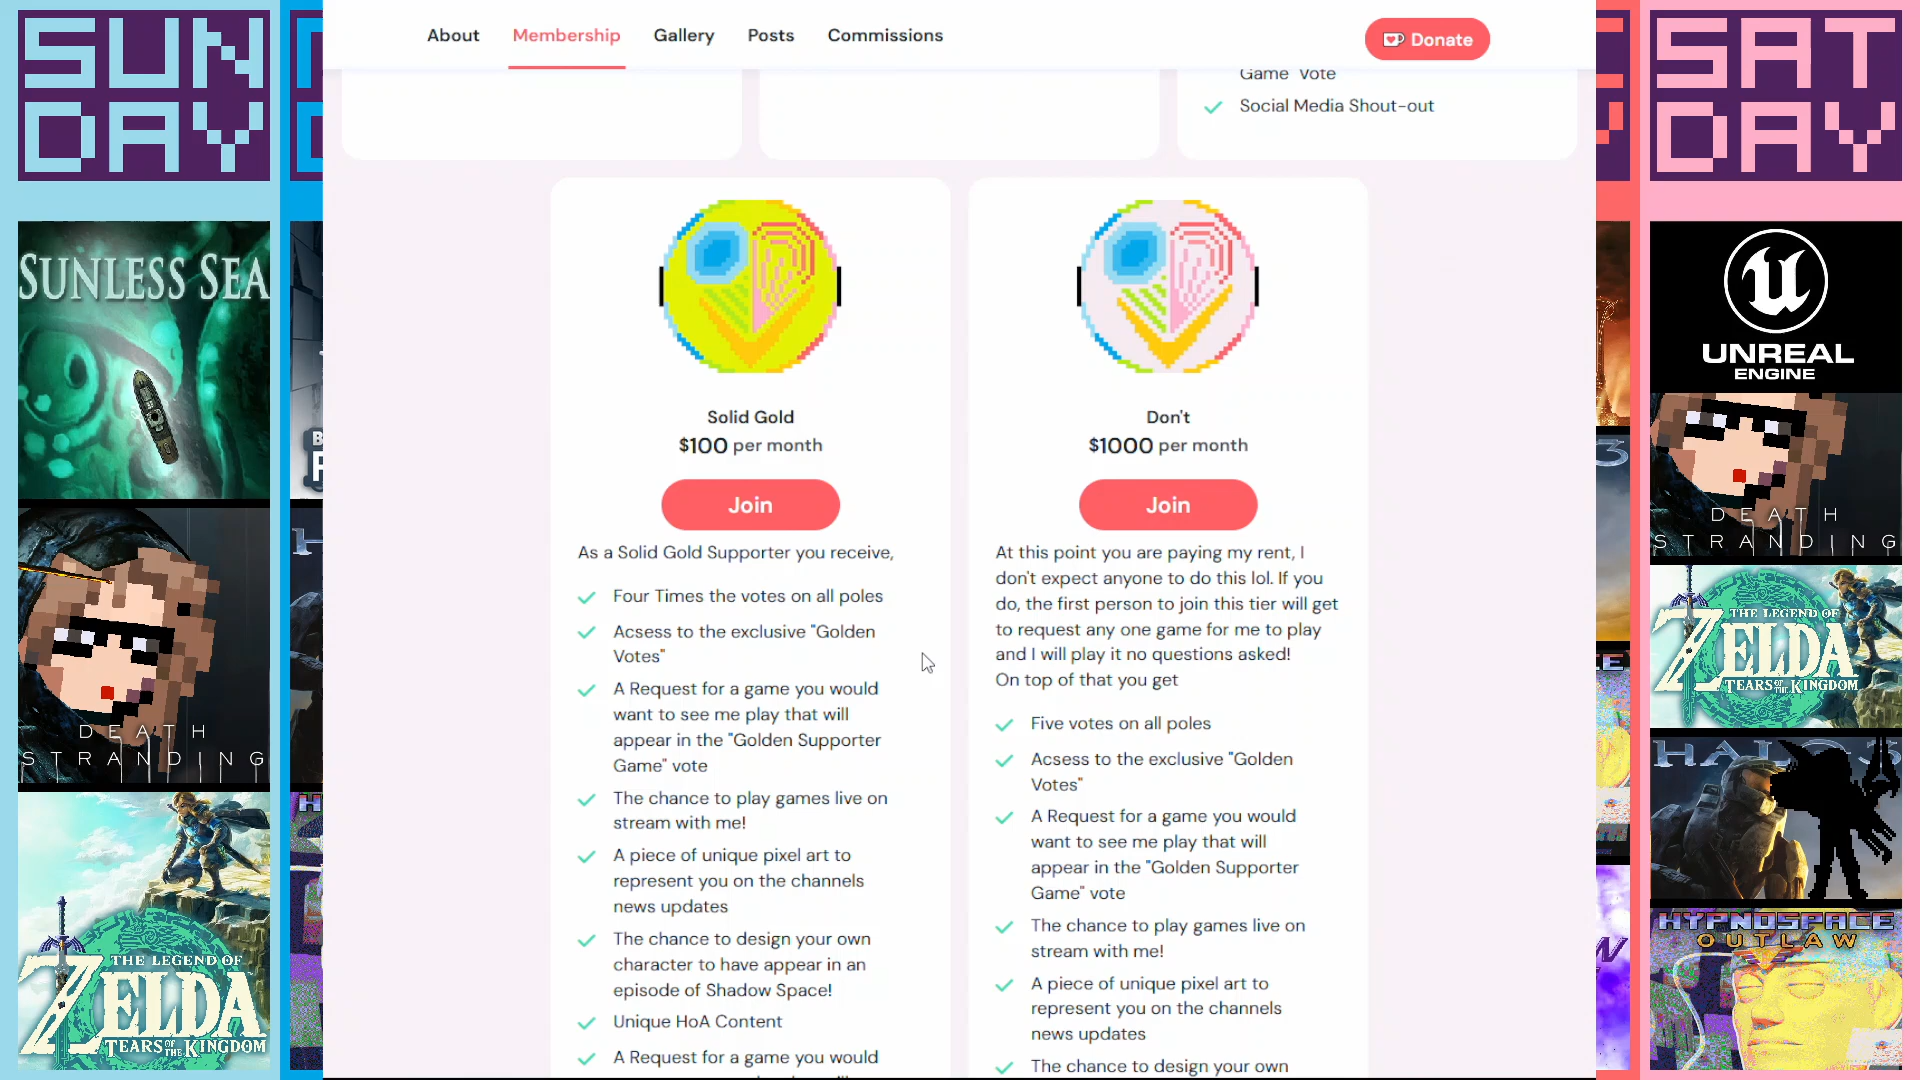 SUN
DAY
SUNLESS SEA
DEATH
STRANDING
THE LEGEND OF
ZELDA
TEARS OF THE KINGDOM
About
Membership
Gallery
Posts
Commissions
Donate
Game" Vote
Social Media Shout-out
Solid Gold
$100 per month
Join
As a Solid Gold Supporter you receive,
Four Times the votes on all poles
Acsess to the exclusive "Golden
Votes"
A Request for a game you would
want to see me play that will
appear in the "Golden Supporter
Game" vote
The chance to play games live on
stream with me!
A piece of unique pixel art to
represent you on the channels
news updates
The chance to design your own
character to have appear in an
episode of Shadow Space!
Unique HoA Content
A Request for a game you would
Don't
$1000 per month
Join
At this point you are paying my rent, I
don't expect anyone to do this lol. If you
do, the first person to join this tier will get
to request any one game for me to play
and I will play it no questions asked!
On top of that you get
Five votes on all poles
Acsess to the exclusive "Golden
Votes"
A Request for a game you would
want to see me play that will
appear in the "Golden Supporter
Game" vote
The chance to play games live on
stream with me!
A piece of unique pixel art to
represent you on the channels
news updates
The chance to design your own
SAT
DAY
UNREAL
ENGINE
DEATH
STRANDING
THE LEGEND OF
ZELDA
TEARS OF THE KINGDOM
HALO 3
HYPNOSPACE
OUTLAW